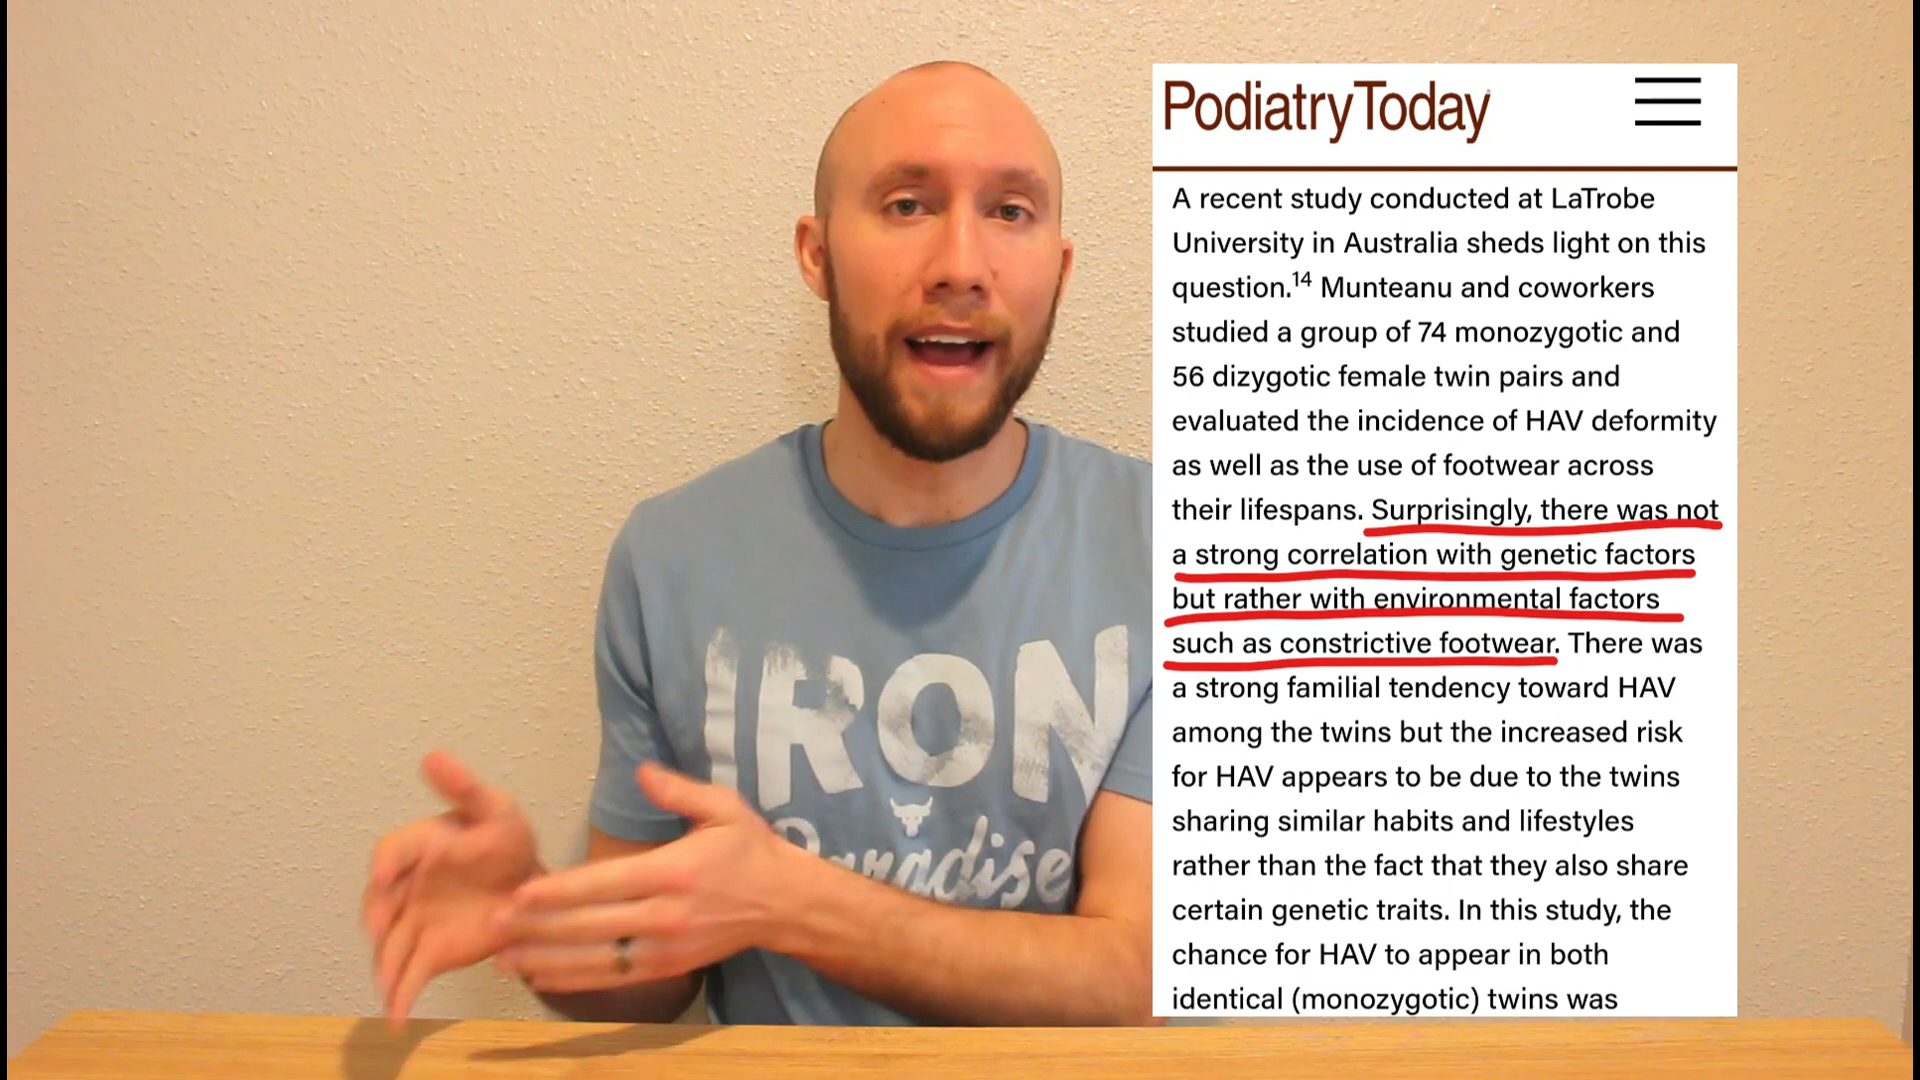 PodiatryToday
A recent study conducted at LaTrobe
University in Australia sheds light on this
question.14 Munteanu and coworkers
studied a group of 74 monozygotic and
56 dizygotic female twin pairs and
evaluated the incidence of HAV deformity
as well as the use of footwear across
their lifespans. Surprisingly, there was not
a strong correlation with genetic factors
but rather with environmental factors
such as constrictive footwear. There was
a strong familial tendency toward HAV
among the twins but the increased risk
for HAV appears to be due to the twins
sharing similar habits and lifestyles
rather than the fact that they also share
certain genetic traits. In this study, the
chance for HAV to appear in both
identical (monozygotic) twins was
IRON
Paradise